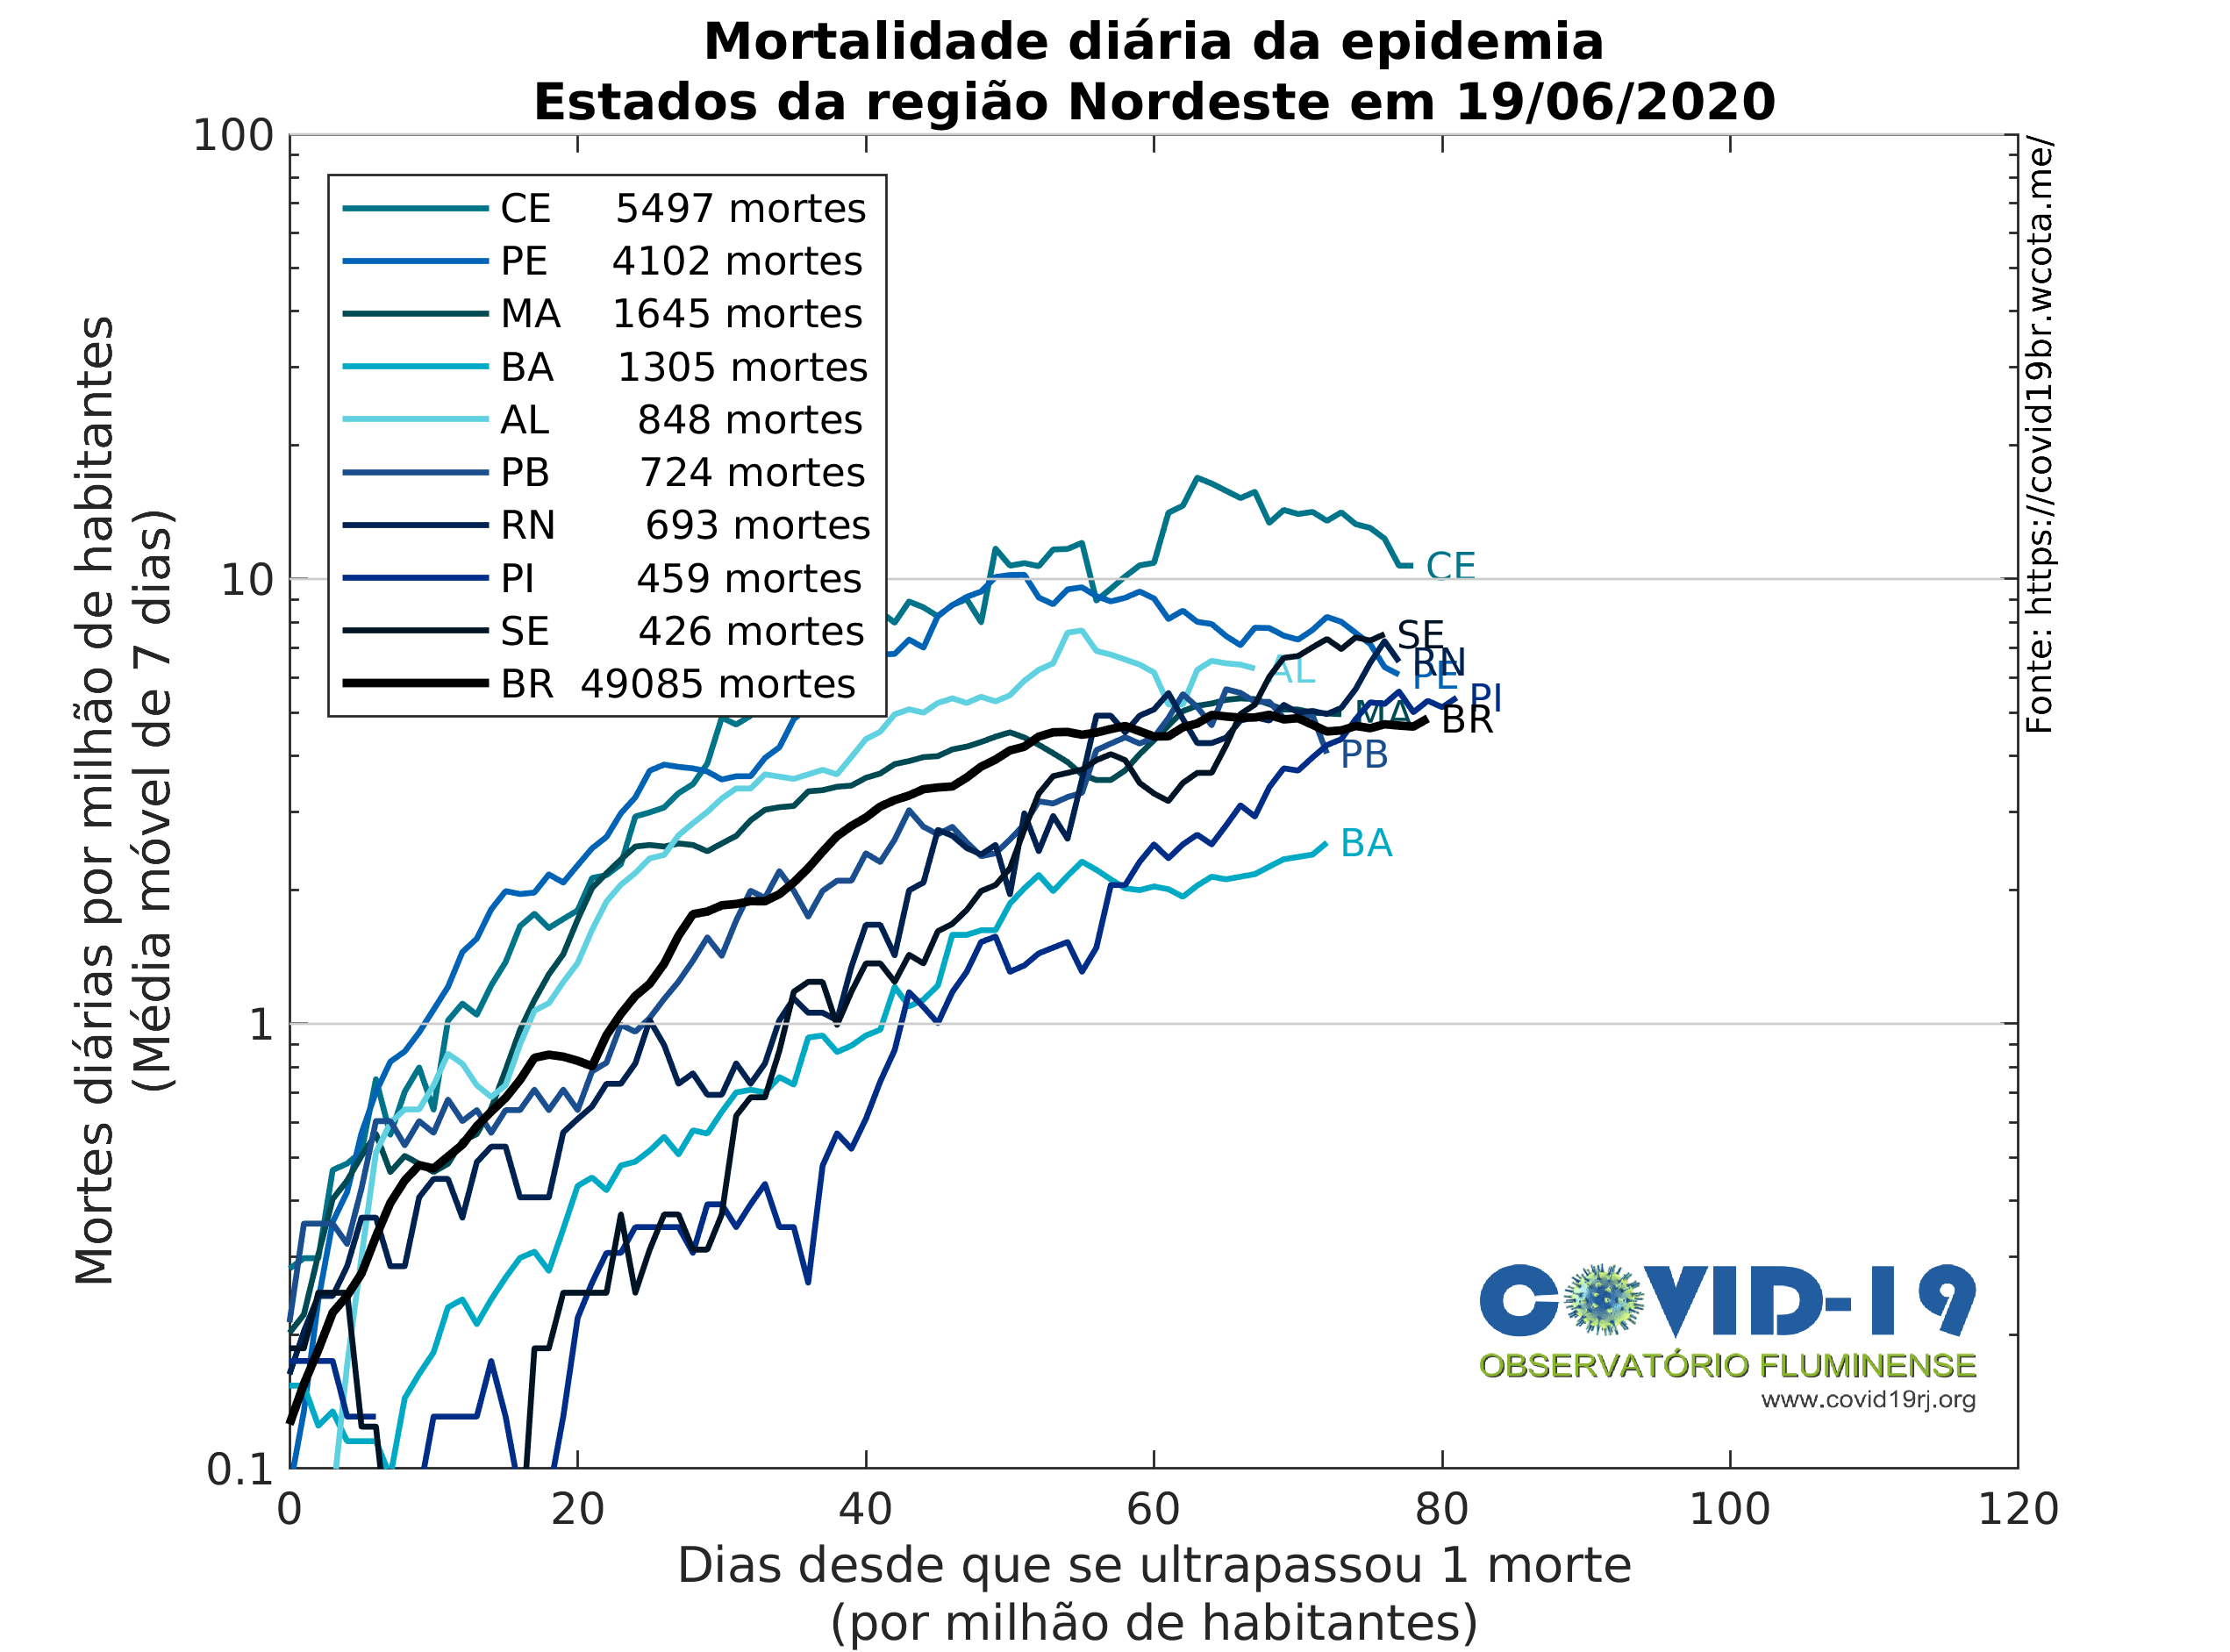 Mortalidade diária da epidemia
Estados da região Nordeste em 19/06/2020
Mortes diárias por milhão de habitantes
(Média móvel de 7 dias)
100
10
1
0.1
CE 5497 mortes
PE 4102 mortes
MA 1645 mortes
BA 1305 mortes
AL 848 mortes
PB 724 mortes
RN 693 mortes
PI 459 mortes
SE 426 mortes
BR 49085 mortes
CE
SE
RN
AL
PE
PI
MA
BR
PB
BA
Fonte: https://covid19br.wcota.me/
COVID-19
OBSERVATÓRIO FLUMINENSE
www.covid19rj.org
0 20 40 60 80 100 120
Dias desde que se ultrapassou 1 morte
(por milhão de habitantes)